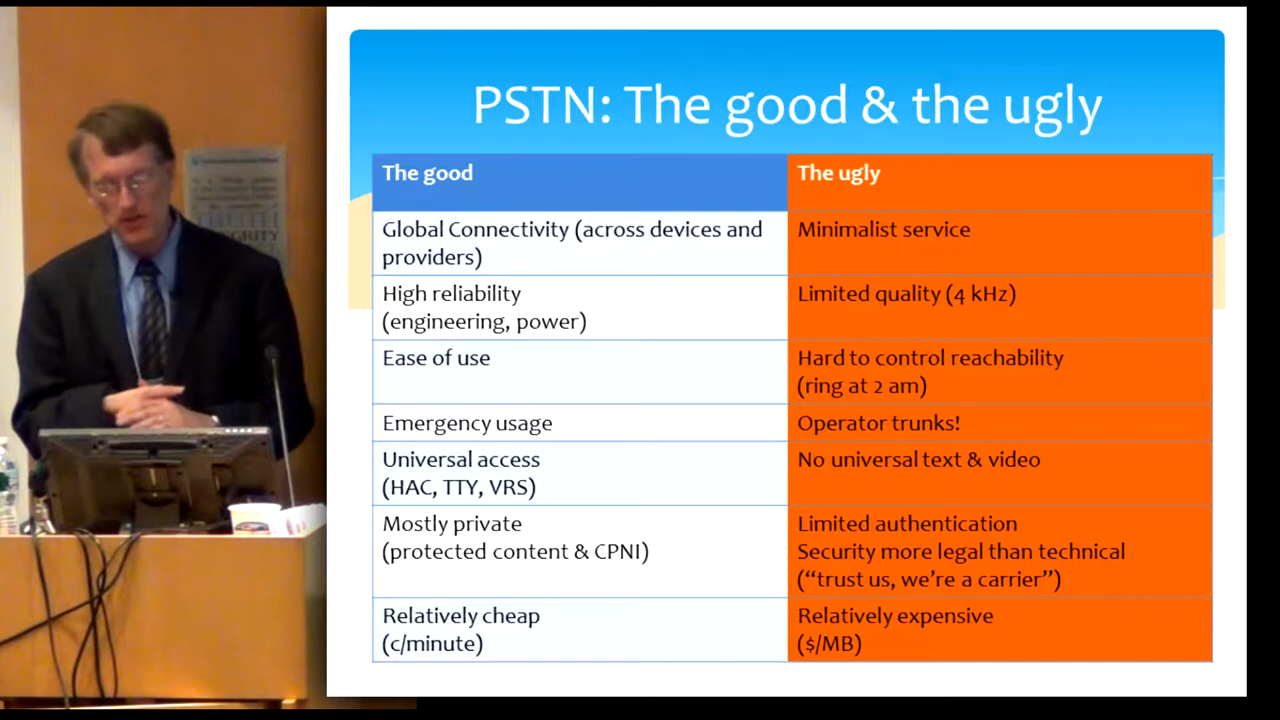 PSTN: The good & the ugly
The good
The ugly
Global Connectivity (across devices and
providers)
Minimalist service
High reliability
(engineering, power)
Limited quality (4 kHz)
Ease of use
Hard to control reachability
(ring at 2 am)
Emergency usage
Operator trunks!
Universal access
(HAC, TTY, VRS)
No universal text & video
Mostly private
(protected content & CPNI)
Limited authentication
Security more legal than technical
(“trust us, we’re a carrier”)
Relatively cheap
(c/minute)
Relatively expensive
($/MB)